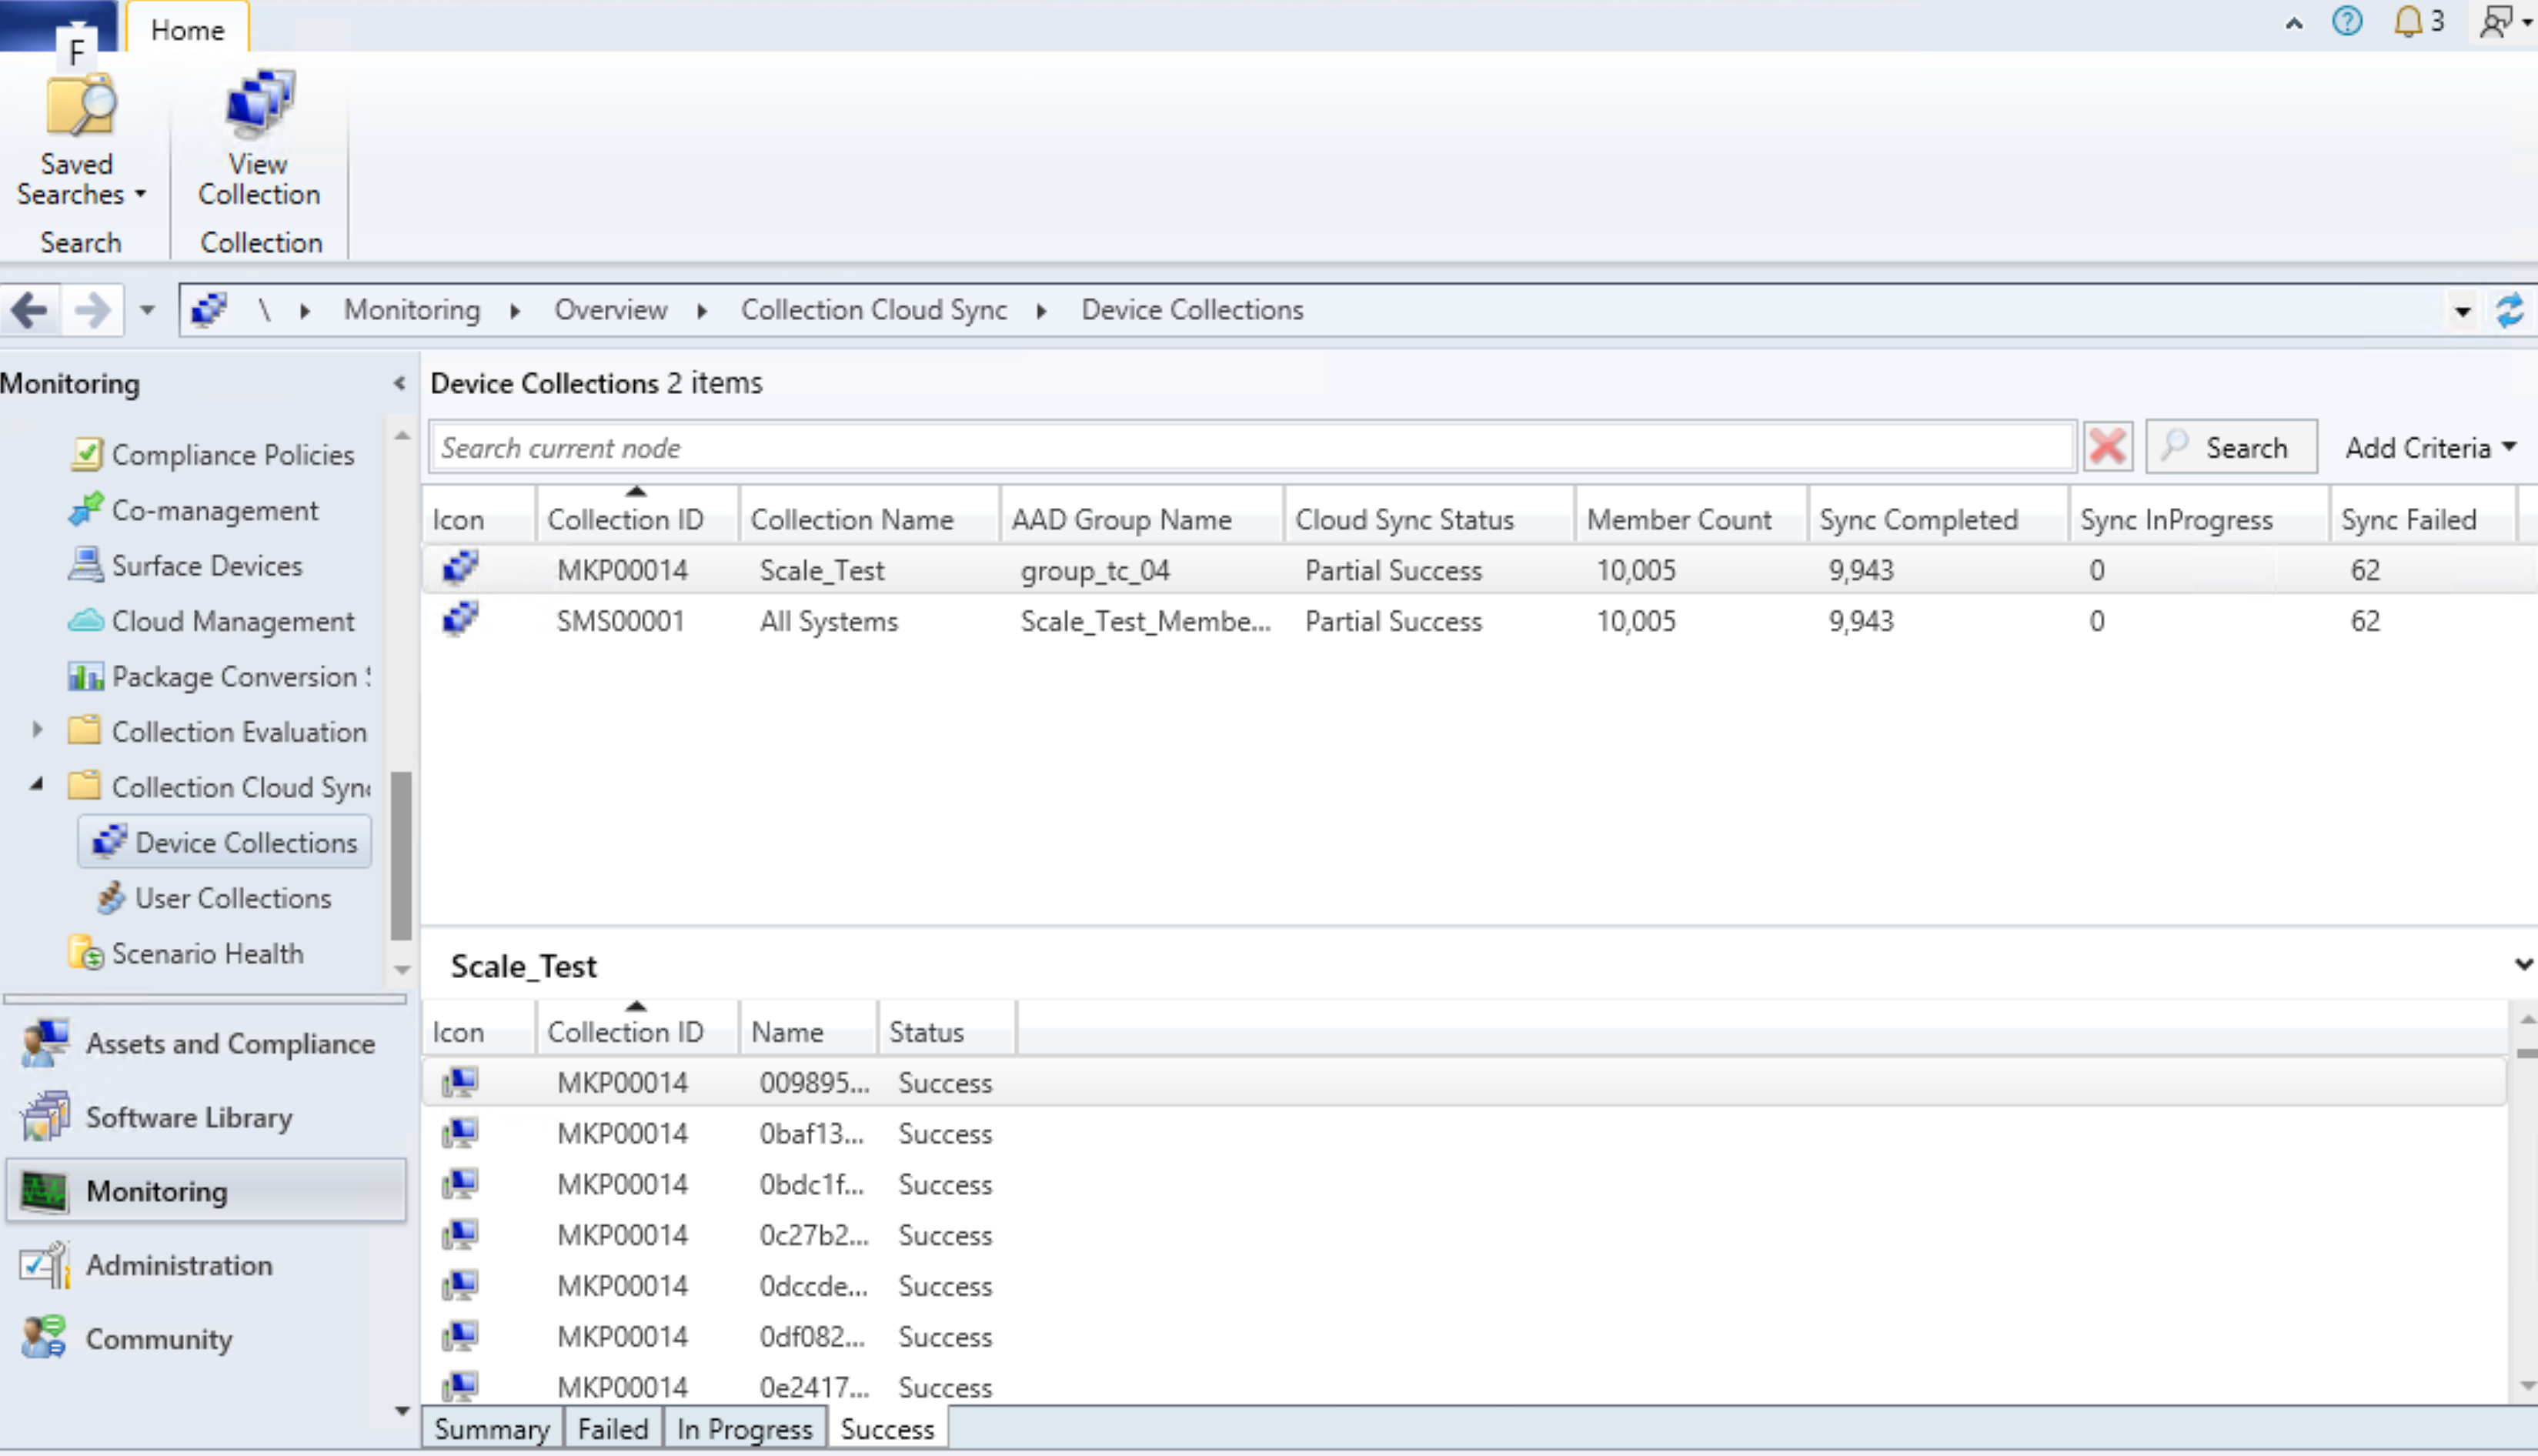 Home
3
F
Saved
Searches
View
Collection
Search
Collection
\ Monitoring Overview Collection Cloud Sync Device Collections
Monitoring
Device Collections 2 items
Search current node
Search
Add Criteria
Compliance Policies
Co-management
Surface Devices
Cloud Management
Package Conversion
Collection Evaluation
Collection Cloud Sync
Device Collections
User Collections
Scenario Health
Icon Collection ID Collection Name AAD Group Name Cloud Sync Status Member Count Sync Completed Sync InProgress Sync Failed
MKP00014 Scale_Test group_tc_04 Partial Success 10,005 9,943 0 62
SMS00001 All Systems Scale_Test_Membe... Partial Success 10,005 9,943 0 62
Assets and Compliance
Software Library
Monitoring
Administration
Community
Scale_Test
Icon Collection ID Name Status
MKP00014 009895... Success
MKP00014 0baf13... Success
MKP00014 0bdc1f... Success
MKP00014 0c27b2... Success
MKP00014 0dccde... Success
MKP00014 0df082... Success
MKP00014 0e2417... Success
Summary Failed In Progress Success